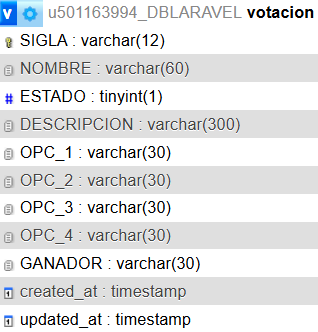 v u501163994_DBLARAVEL votacion
SIGLA : varchar(12)
NOMBRE : varchar(60)
# ESTADO : tinyint(1)
DESCRIPCION : varchar(300)
OPC_1 : varchar(30)
OPC_2 : varchar(30)
OPC_3 : varchar(30)
OPC_4 : varchar(30)
GANADOR : varchar(30)
created_at : timestamp
updated_at : timestamp